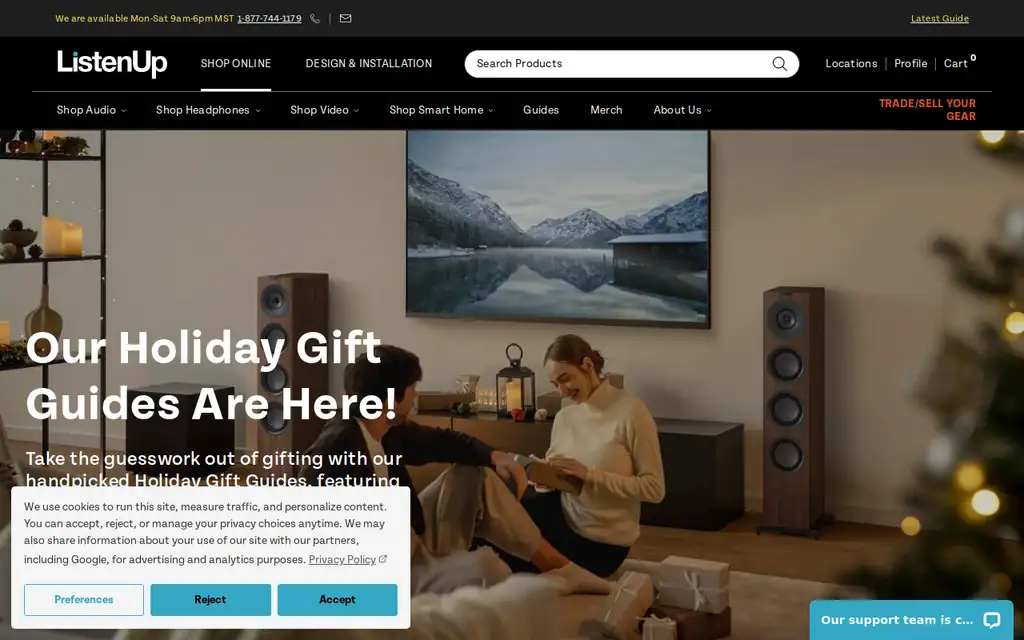 We are available Mon-Sat 9am-6pm MST 1-877-744-1179
Latest Guide
ListenUp
SHOP ONLINE
DESIGN & INSTALLATION
Search Products
Locations
Profile
Cart 0
Shop Audio
Shop Headphones
Shop Video
Shop Smart Home
Guides
Merch
About Us
TRADE/SELL YOUR
GEAR
Our Holiday Gift
Guides Are Here!
Take the guesswork out of gifting with our
handpicked Holiday Gift Guides, featuring
We use cookies to run this site, measure traffic, and personalize content.
You can accept, reject, or manage your privacy choices anytime. We may
also share information about your use of our site with our partners,
including Google, for advertising and analytics purposes. Privacy Policy
Preferences
Reject
Accept
Our support team is c...